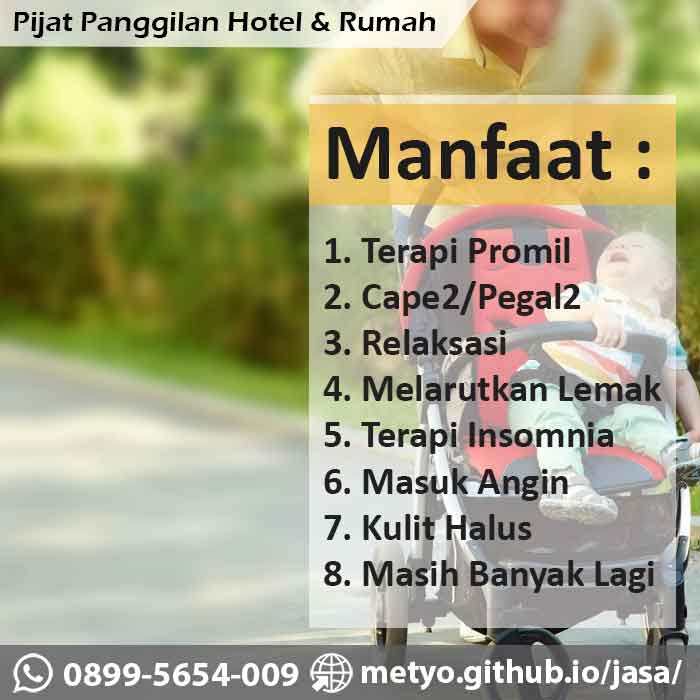 Pijat Panggilan Hotel & Rumah
Manfaat :
1. Terapi Promil
2. Cape2/Pegal2
3. Relaksasi
4. Melarutkan Lemak
5. Terapi Insomnia
6. Masuk Angin
7. Kulit Halus
8. Masih Banyak Lagi
0899-5654-009 metyo.github.io/jasa/